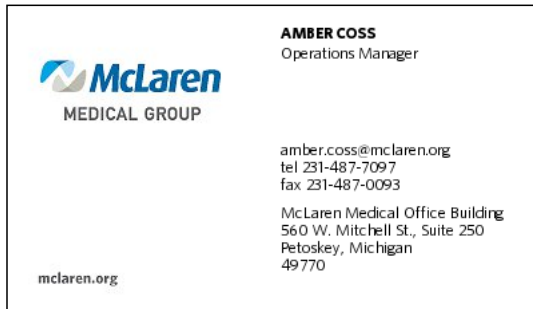 McLaren
MEDICAL GROUP
mclaren.org
AMBER COSS
Operations Manager
amber.coss@mclaren.org
tel 231-487-7097
fax 231-487-0093
McLaren Medical Office Building
560 W. Mitchell St., Suite 250
Petoskey, Michigan
49770